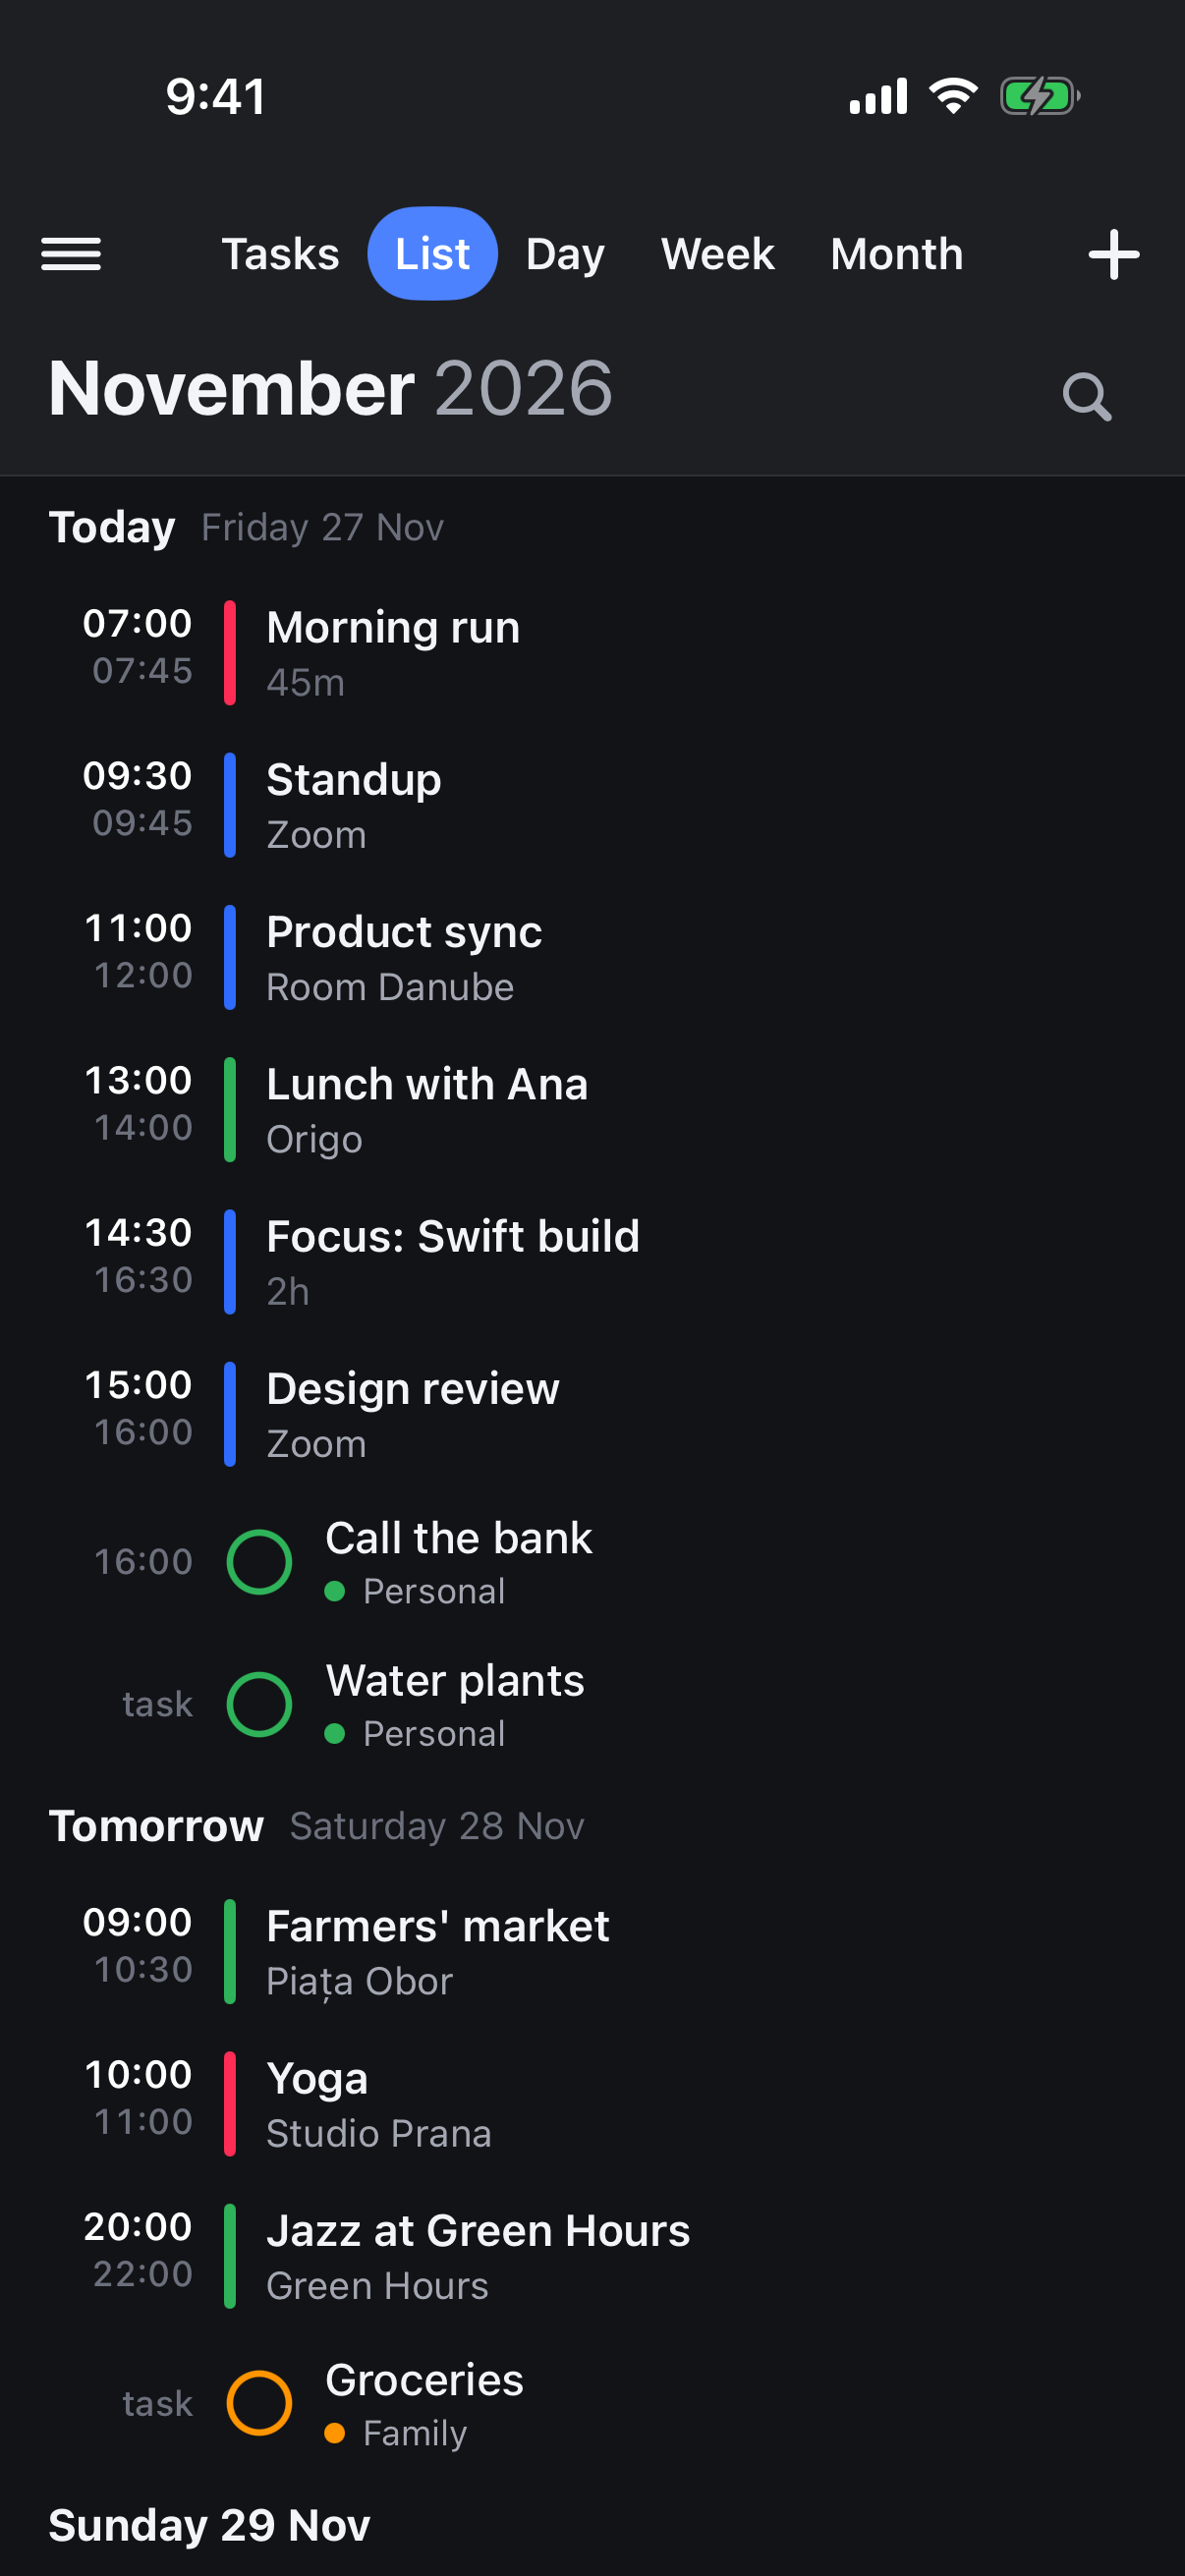 9:41
Tasks List Day Week Month
November 2026
Today Friday 27 Nov
07:00 Morning run
07:45 45m
09:30 Standup
09:45 Zoom
11:00 Product sync
12:00 Room Danube
13:00 Lunch with Ana
14:00 Origo
14:30 Focus: Swift build
16:30 2h
15:00 Design review
16:00 Zoom
Call the bank
16:00
Personal
Water plants
task
Personal
Tomorrow Saturday 28 Nov
09:00 Farmers' market
10:30 Piața Obor
10:00 Yoga
11:00 Studio Prana
20:00 Jazz at Green Hours
22:00 Green Hours
Groceries
task
Family
Sunday 29 Nov